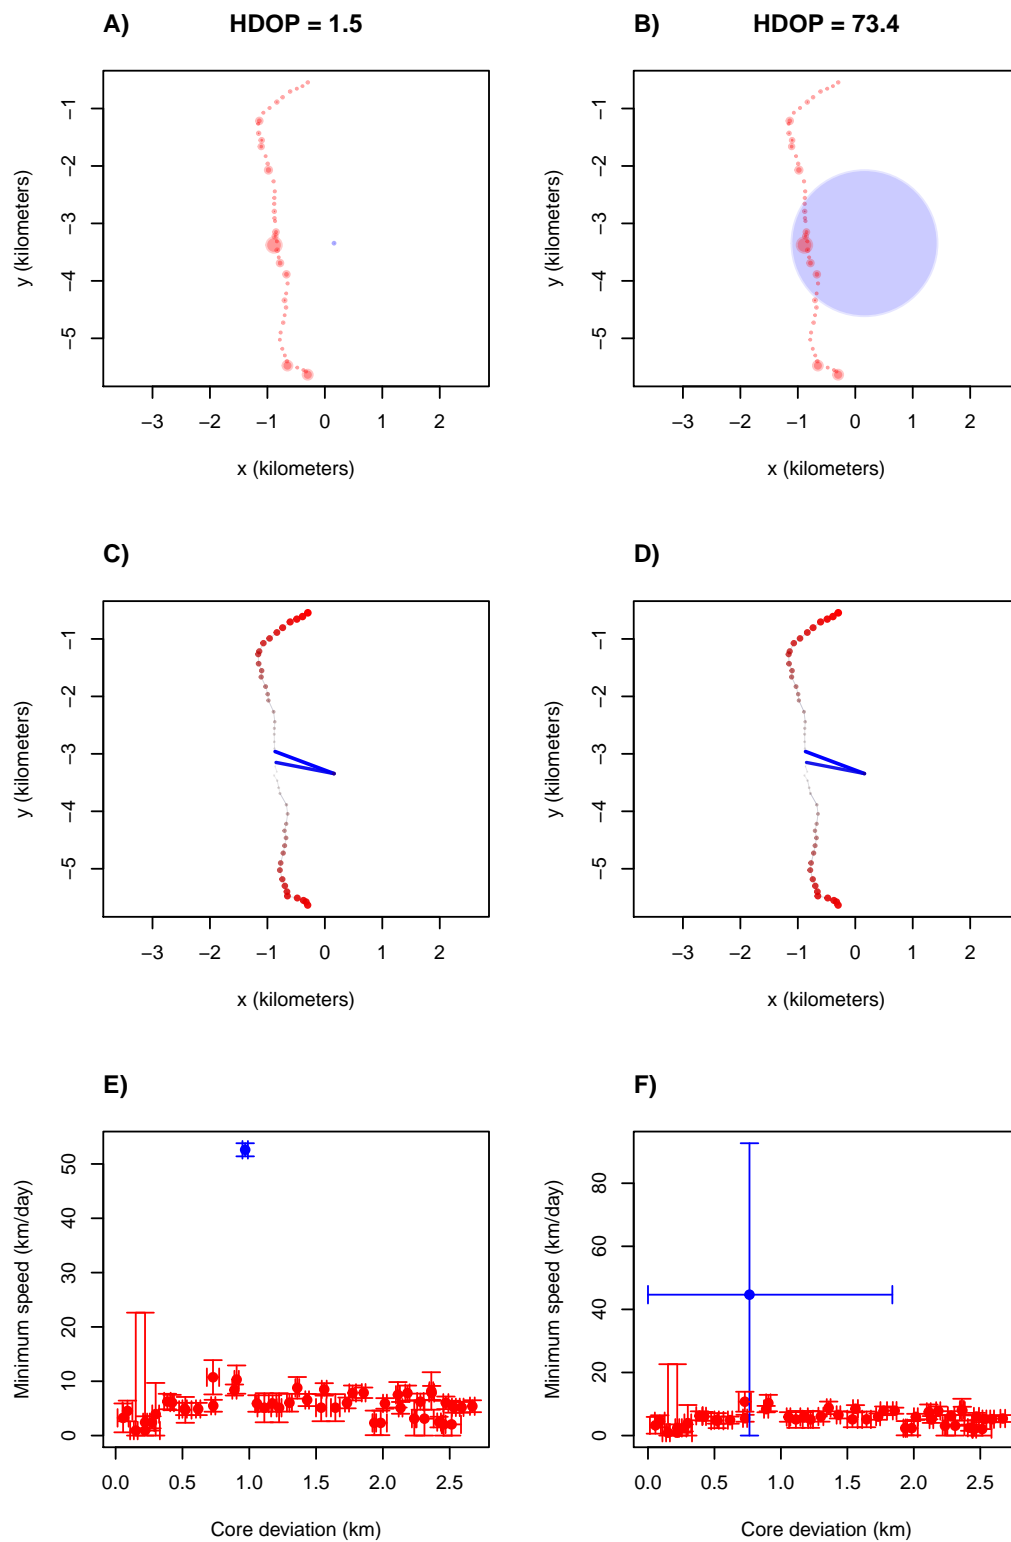 A) HDOP = 1.5
B) HDOP = 73.4
y (kilometers)
−1
−2
−3
−4
−5
−3 −2 −1 0 1 2
x (kilometers)
y (kilometers)
−1
−2
−3
−4
−5
−3 −2 −1 0 1 2
x (kilometers)
C)
D)
y (kilometers)
−1
−2
−3
−4
−5
−3 −2 −1 0 1 2
x (kilometers)
y (kilometers)
−1
−2
−3
−4
−5
−3 −2 −1 0 1 2
x (kilometers)
E)
F)
Minimum speed (km/day)
50
40
30
20
10
0
0.0 0.5 1.0 1.5 2.0 2.5
Core deviation (km)
Minimum speed (km/day)
80
60
40
20
0
0.0 0.5 1.0 1.5 2.0 2.5
Core deviation (km)